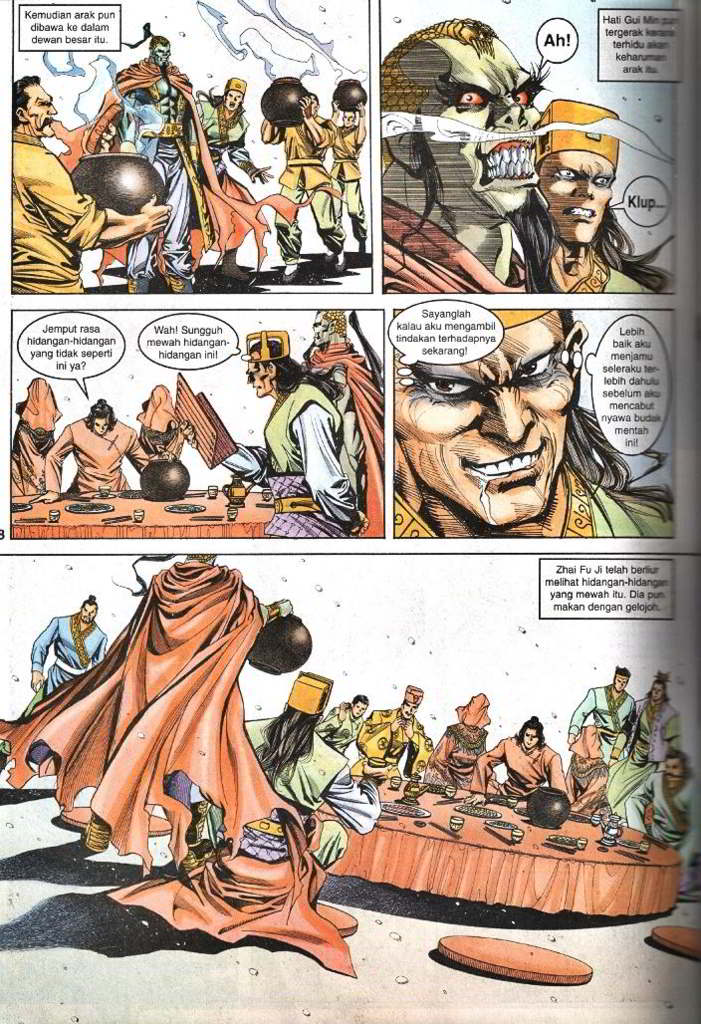 Kemudian arak pun
dibawa ke dalam
dewan besar itu.
Ah!
Hati Gui Min pun
tergerak kerana
terhidu akan
keharuman
arak itu.
Klup...
Jemput rasa
hidangan-hidangan
yang tidak seperti
ini ya?
Wah! Sungguh
mewah hidangan-
hidangan ini!
Sayanglah
kalau aku mengambil
tindakan terhadapnya
sekarang!
Lebih
baik aku
menjamu
seleraku ter-
lebih dahulu
sebelum aku
mencabut
nyawa budak
mentah
ini!
8
Zhai Fu Ji telah berliur
melihat hidangan-hidangan
yang mewah itu. Dia pun
makan dengan gelojoh.